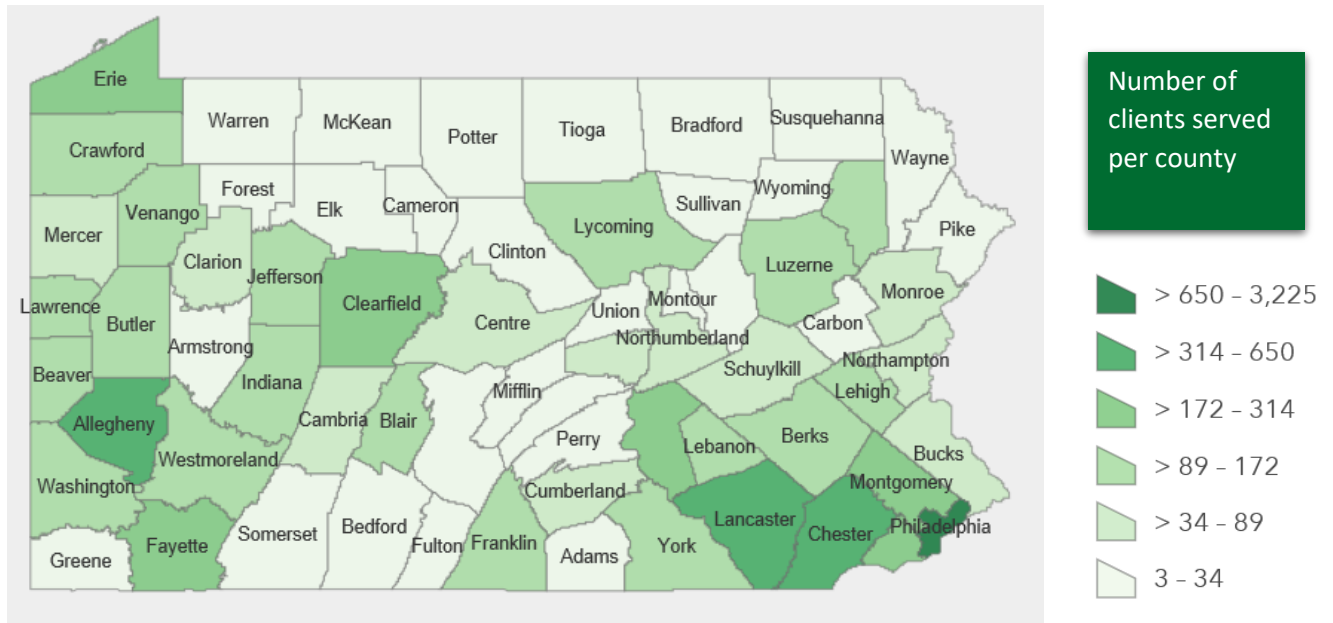 Erie
Warren
McKean
Potter
Tioga
Bradford
Susquehanna
Wayne
Crawford
Forest
Elk
Cameron
Sullivan
Wyoming
Venango
Mercer
Clarion
Jefferson
Clinton
Lycoming
Luzerne
Pike
Lawrence
Butler
Clearfield
Centre
Union
Montour
Monroe
Carbon
Armstrong
Northumberland
Beaver
Indiana
Mifflin
Schuylkill
Northampton
Lehigh
Allegheny
Cambria
Blair
Perry
Lebanon
Berks
Bucks
Westmoreland
Washington
Cumberland
Montgomery
Greene
Fayette
Somerset
Bedford
Fulton
Franklin
Adams
York
Lancaster
Chester
Philadelphia
Number of
clients served
per county
> 650 – 3,225
> 314 – 650
> 172 – 314
> 89 – 172
> 34 – 89
3 – 34